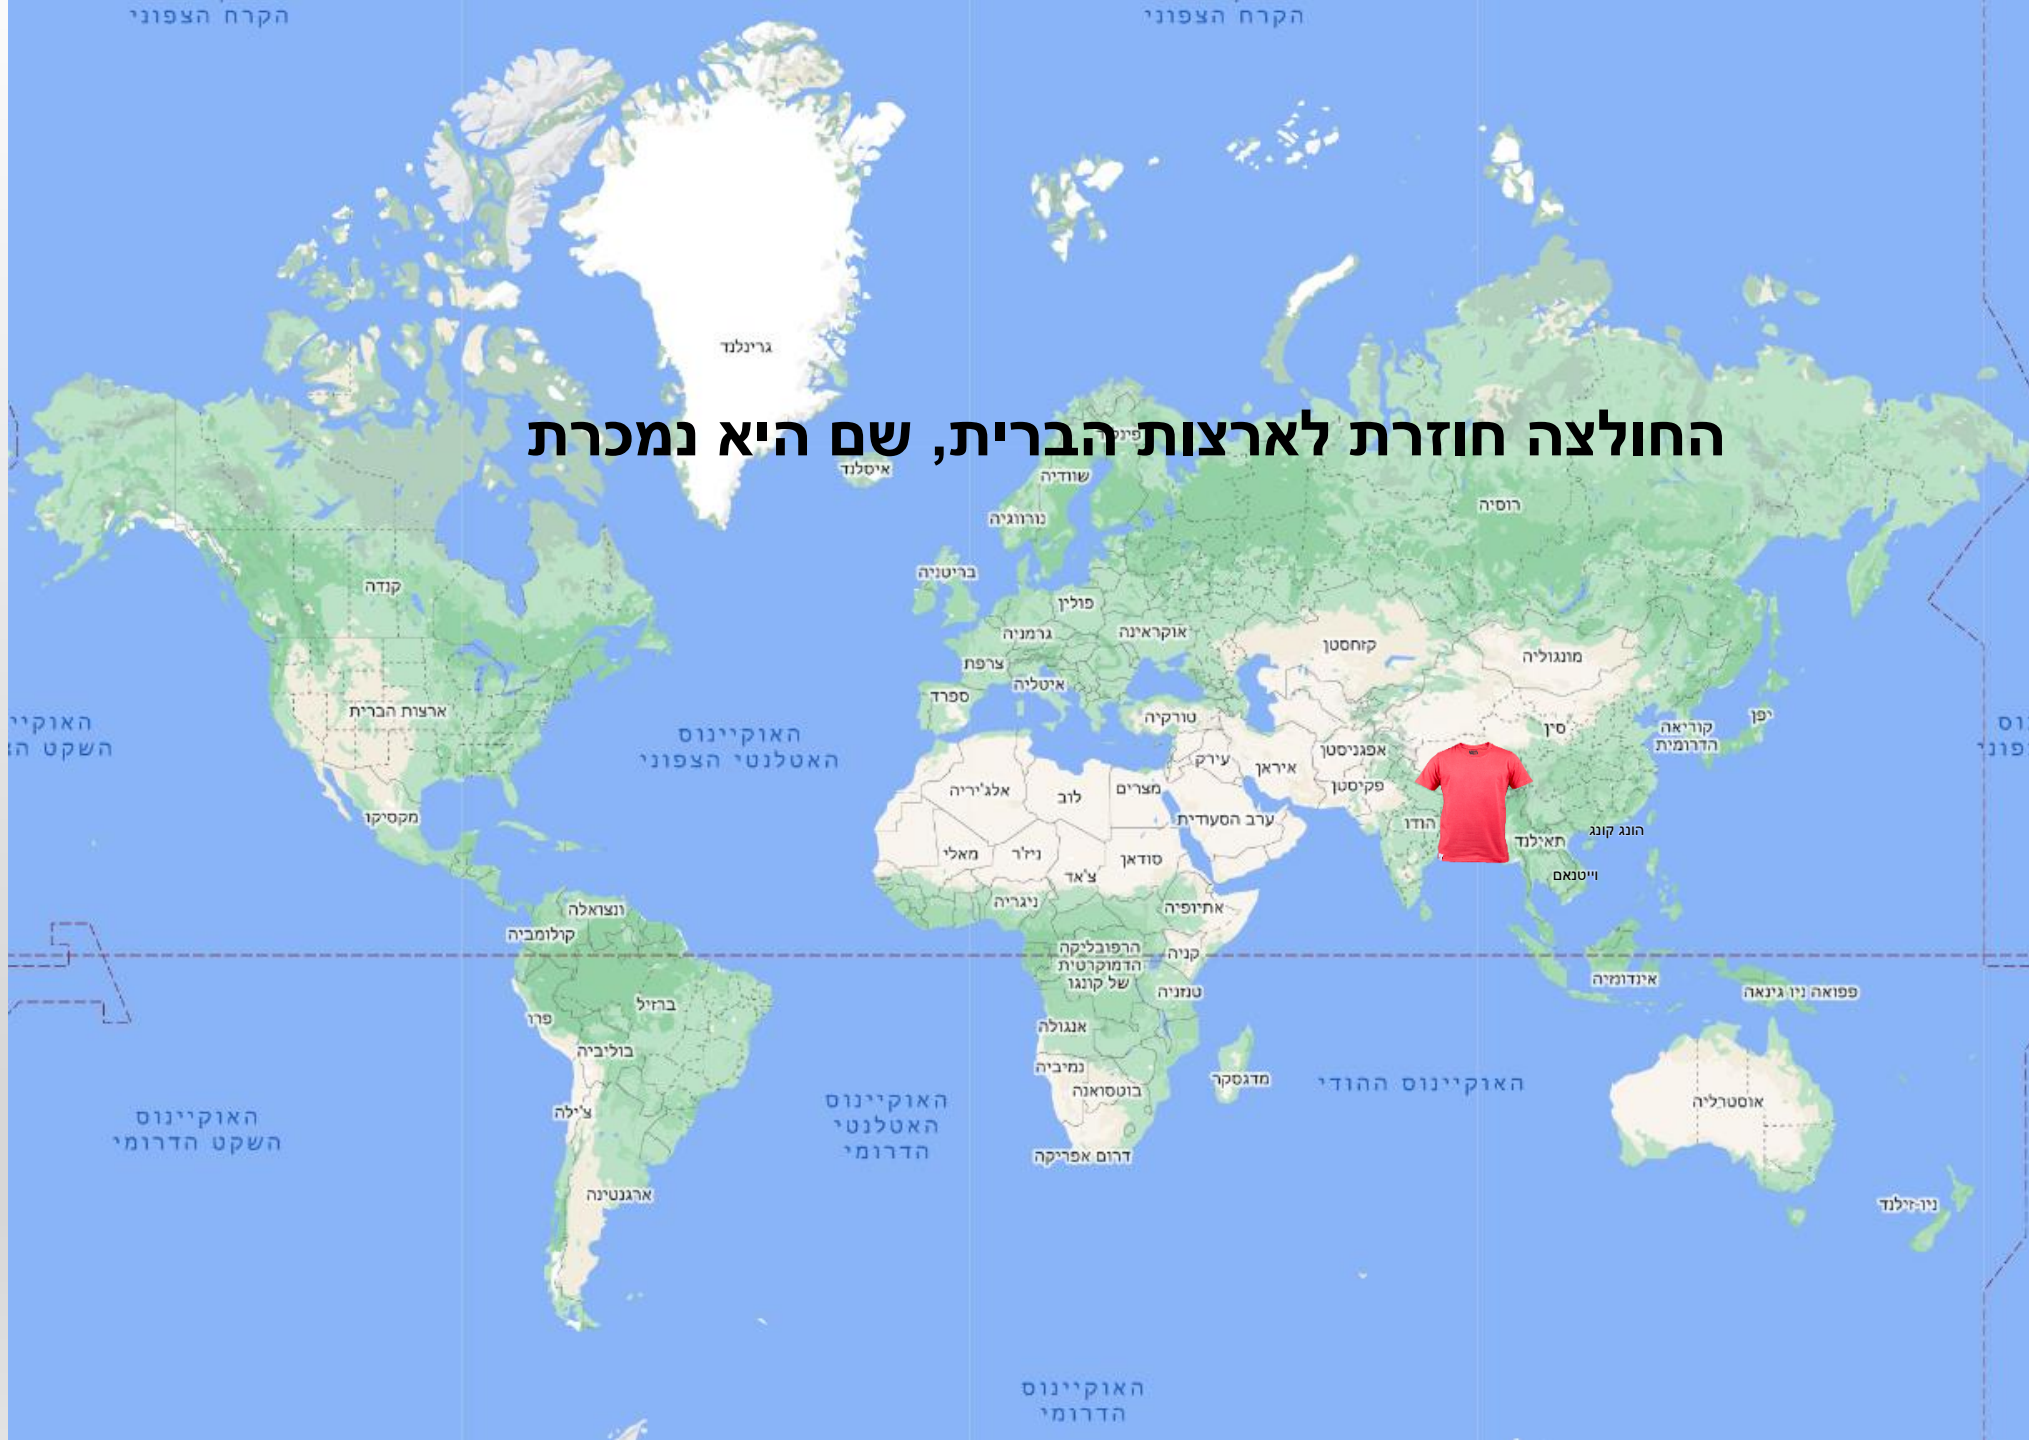 הקרח הצפוני
הקרח הצפוני
גרינלנד
החולצה חוזרת לארצות הברית, שם היא נמכרת
איסלנד
שוודיה
נורווגיה
רוסיה
בריטניה
קנדה
פולין
גרמניה
אוקראינה
קזחסטן
מונגוליה
צרפת
איטליה
ספרד
ארצות הברית
טורקיה
סין
קוריאה
הדרומית
יפן
השקט
האוקיינוס
האטלנטי הצפוני
אפגניסטן
עירק
איראן
פקיסטן
אלג'יריה
לוב
מצרים
ערב הסעודית
הודו
תאילנד
הונג קונג
וייטנאם
מקסיקו
מאלי
ניז'ר
צ'אד
סודאן
ניגריה
אתיופיה
ונצואלה
קולומביה
הרפובליקה
הדמוקרטית
של קונגו
קניה
טנזניה
אינדונזיה
פפואה ניו גינאה
ברזיל
פרו
בוליביה
אנגולה
נמיביה
בוטסואנה
מדגסקר
האוקיינוס ההודי
אוסטרליה
צ'ילה
האוקיינוס
השקט הדרומי
האוקיינוס
האטלנטי
הדרומי
דרום אפריקה
ארגנטינה
ניו-זילנד
האוקיינוס
הדרומי